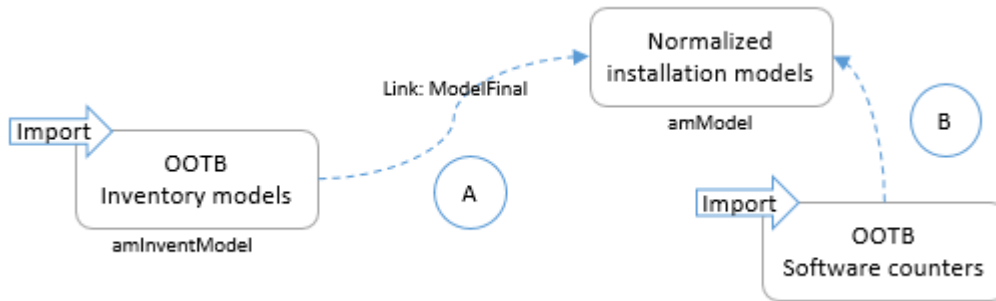 Normalized
installation models
Link: ModelFinal
amModel
Import
B
OOTB
Inventory models
A
Import
amInventModel
OOTB
Software counters